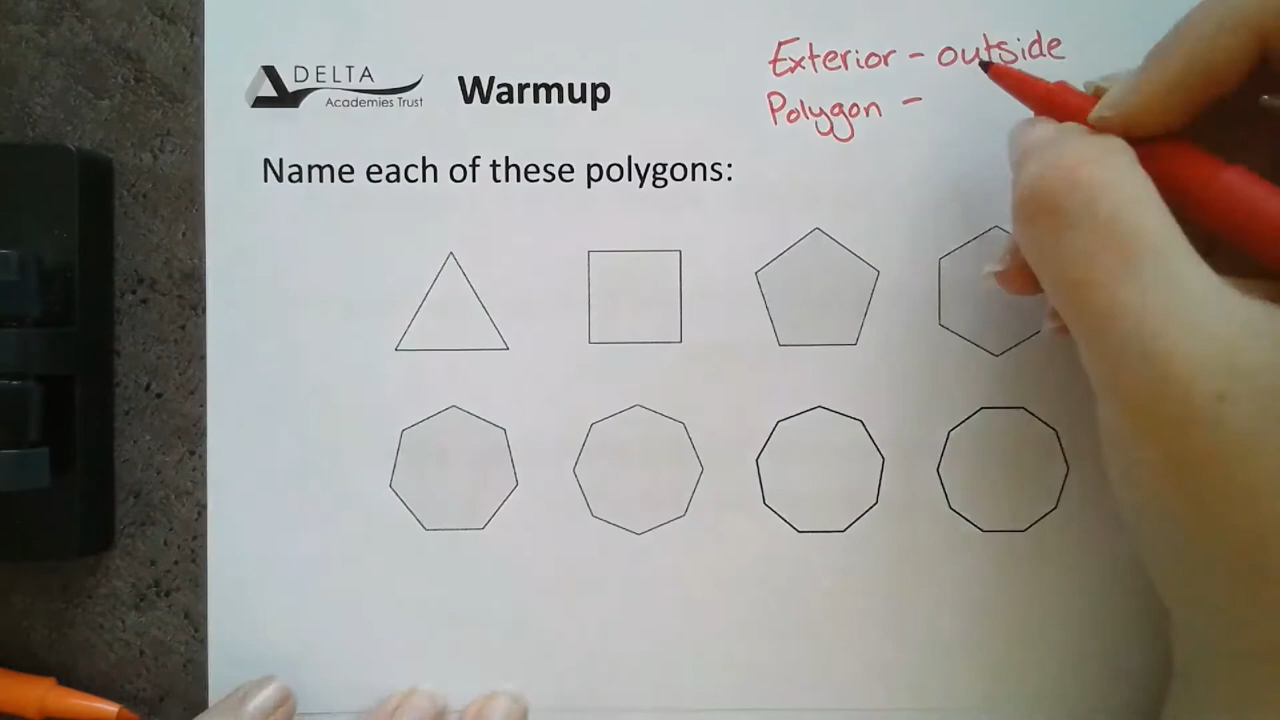 DELTA
Academies Trust
Warmup
Exterior - outside
Polygon -
Name each of these polygons: